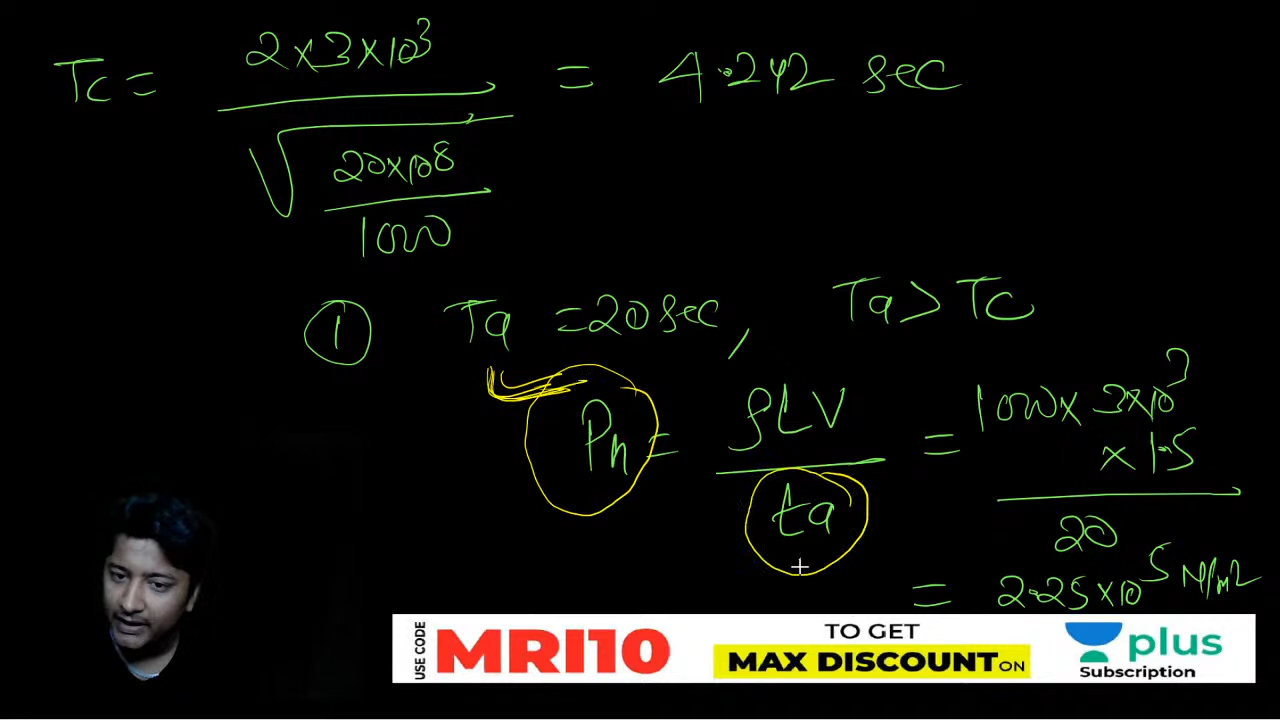 Tc = 2×3×10³ / √(20×10⁸ / 1000) = 4.242 sec
① Ta = 20 sec, Ta > Tc
Ph = ρLV / ta = 1000 × 3×10³ × 1.5 / 20
= 2.25×10⁵ N/m2
USE CODE
MRI10
TO GET
MAX DISCOUNT ON
plus
Subscription